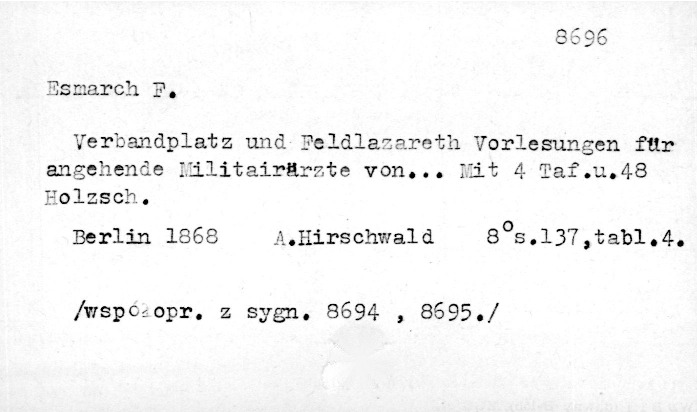 8696
Esmarch F.
Verbandplatz und Feldlazareth Vorlesungen für
angehende Militairärzte von... Mit 4 Taf.u.48
Holzsch.
Berlin 1868 A.Hirschwald 8°s.137,tabl.4.
/współopr. z sygn. 8694 , 8695./